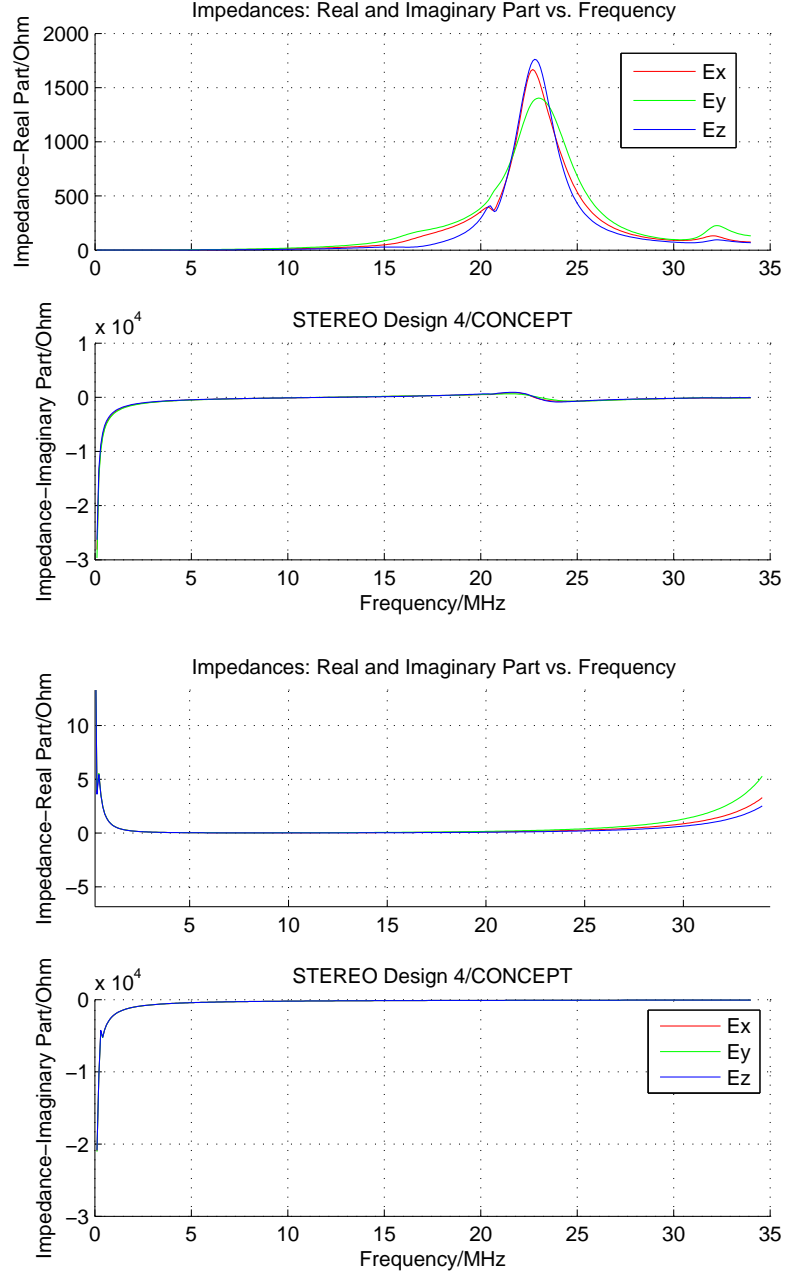 Impedances: Real and Imaginary Part vs. Frequency
Impedance−Real Part/Ohm
2000
1500
1000
500
0
0 5 10 15 20 25 30 35
Ex
Ey
Ez
STEREO Design 4/CONCEPT
x 10^4
Impedance−Imaginary Part/Ohm
1
0
−1
−2
−3
0 5 10 15 20 25 30 35
Frequency/MHz
Impedances: Real and Imaginary Part vs. Frequency
Impedance−Real Part/Ohm
10
5
0
−5
5 10 15 20 25 30
STEREO Design 4/CONCEPT
x 10^4
Impedance−Imaginary Part/Ohm
0
−1
−2
−3
0 5 10 15 20 25 30 35
Ex
Ey
Ez
Frequency/MHz